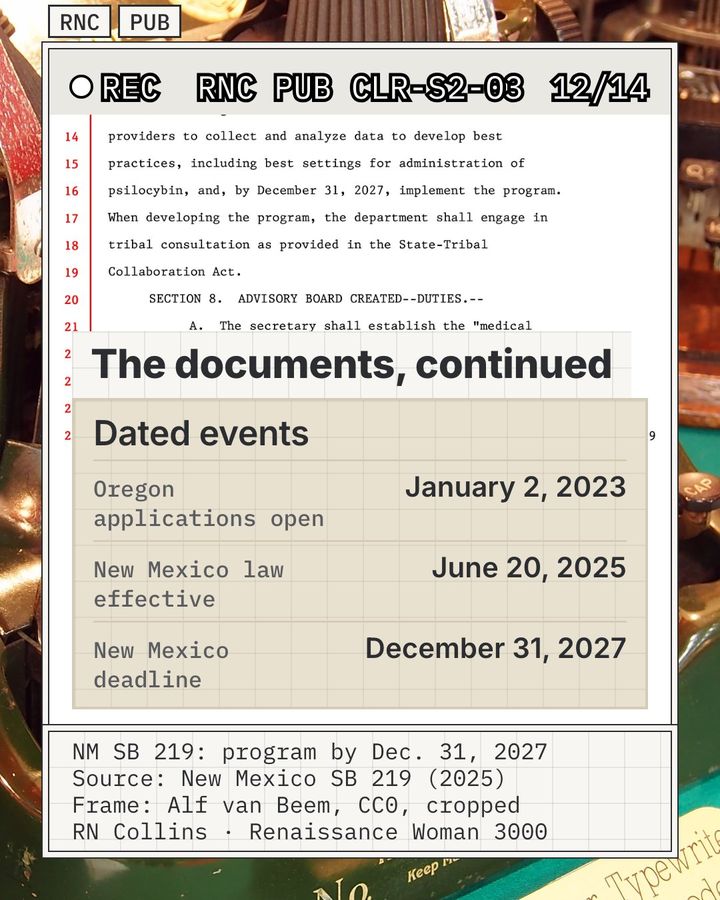 RNC PUB
REC RNC PUB CLR-S2-03 12/14
14 providers to collect and analyze data to develop best
15 practices, including best settings for administration of
16 psilocybin, and, by December 31, 2027, implement the program.
17 When developing the program, the department shall engage in
18 tribal consultation as provided in the State-Tribal
19 Collaboration Act.
20 SECTION 8. ADVISORY BOARD CREATED--DUTIES.--
21 A. The secretary shall establish the "medical
The documents, continued
Dated events
Oregon
applications open
January 2, 2023
New Mexico law
effective
June 20, 2025
New Mexico
deadline
December 31, 2027
NM SB 219: program by Dec. 31, 2027
Source: New Mexico SB 219 (2025)
Frame: Alf van Beem, CC0, cropped
RN Collins · Renaissance Woman 3000
CAP
Keep
No.
Typewrite